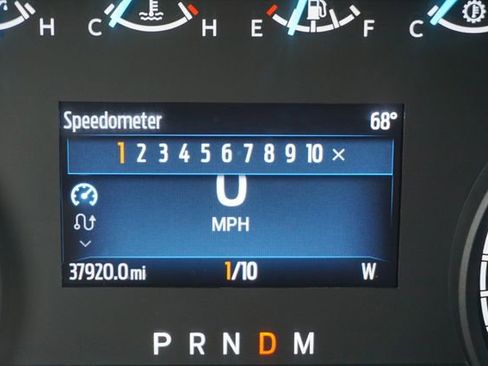 H C H E F C
Speedometer 68°
1 2 3 4 5 6 7 8 9 10 ×
0
MPH
37920.0 mi 1/10 W
P R N D M